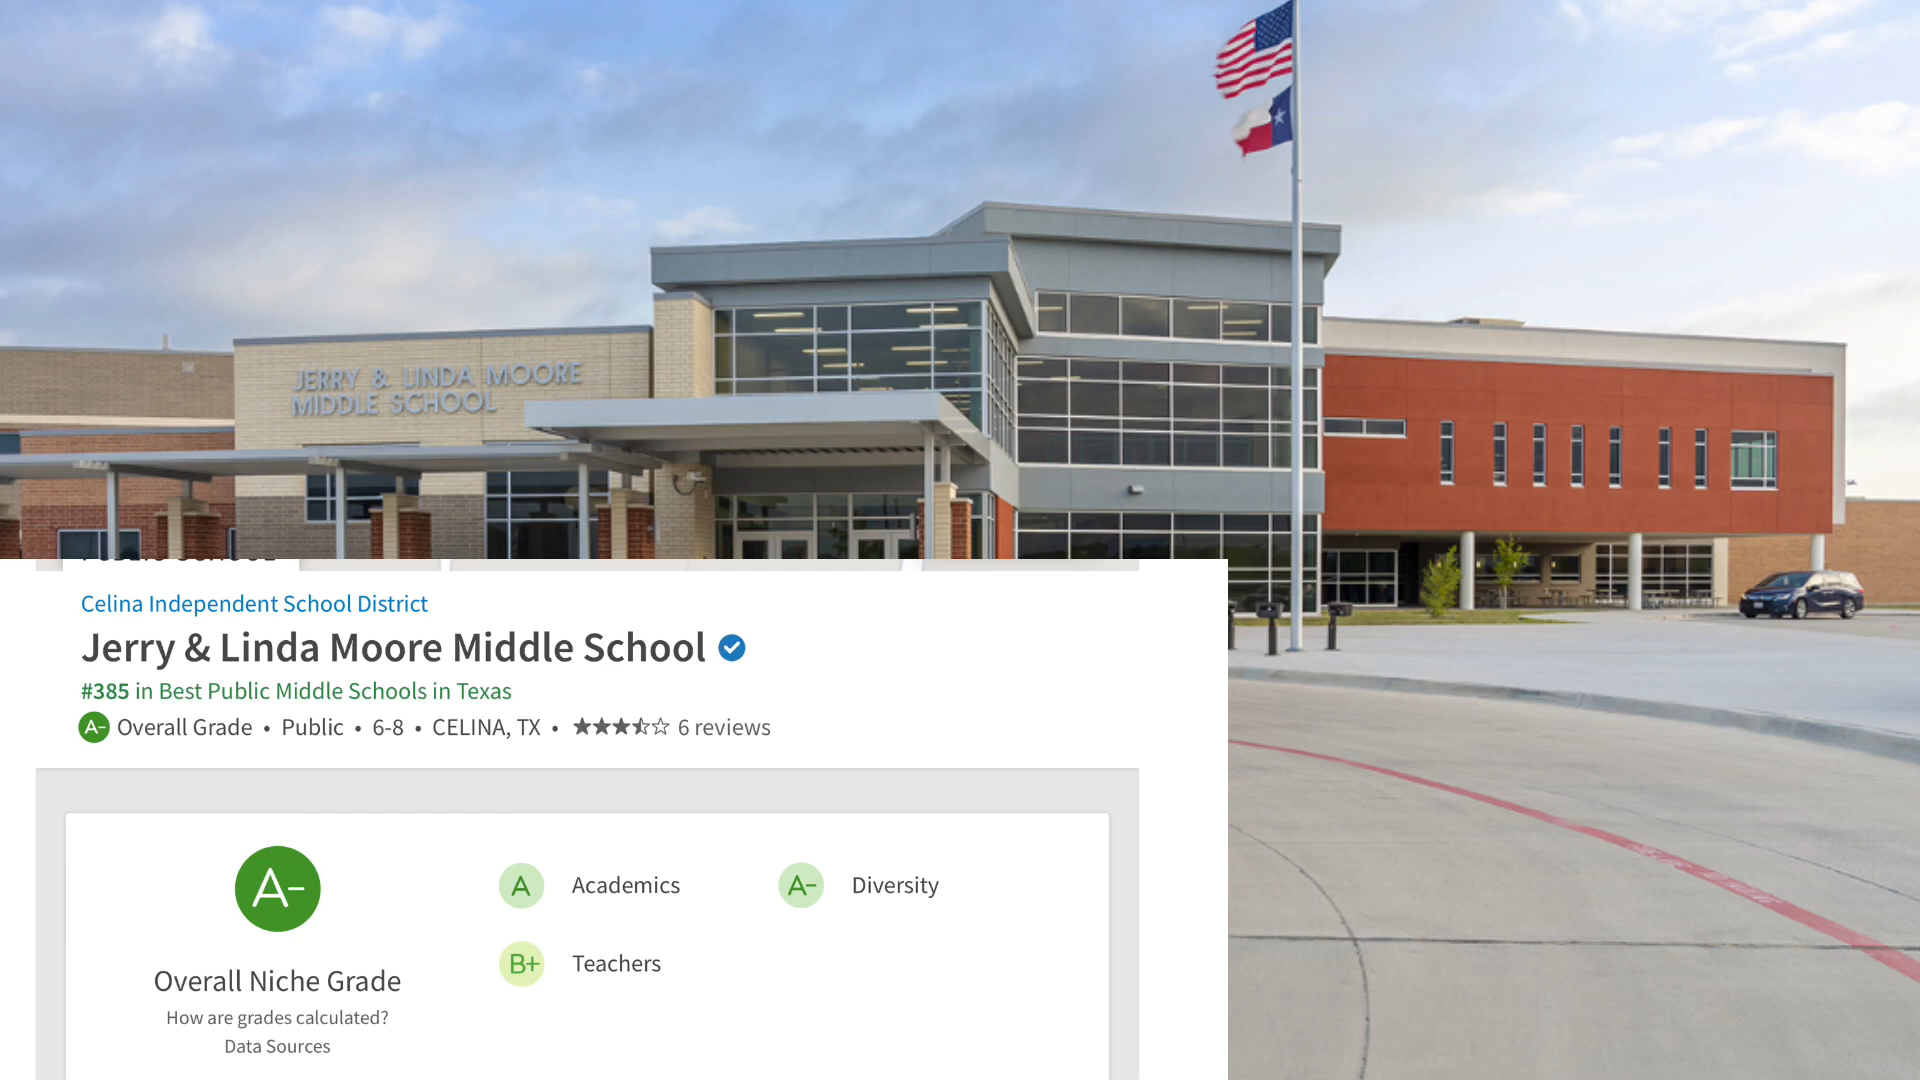 JERRY & LINDA MOORE
MIDDLE SCHOOL
Celina Independent School District
Jerry & Linda Moore Middle School
#385 in Best Public Middle Schools in Texas
A- Overall Grade • Public • 6-8 • CELINA, TX • 6 reviews
A-
Overall Niche Grade
How are grades calculated?
Data Sources
A Academics
A- Diversity
B+ Teachers